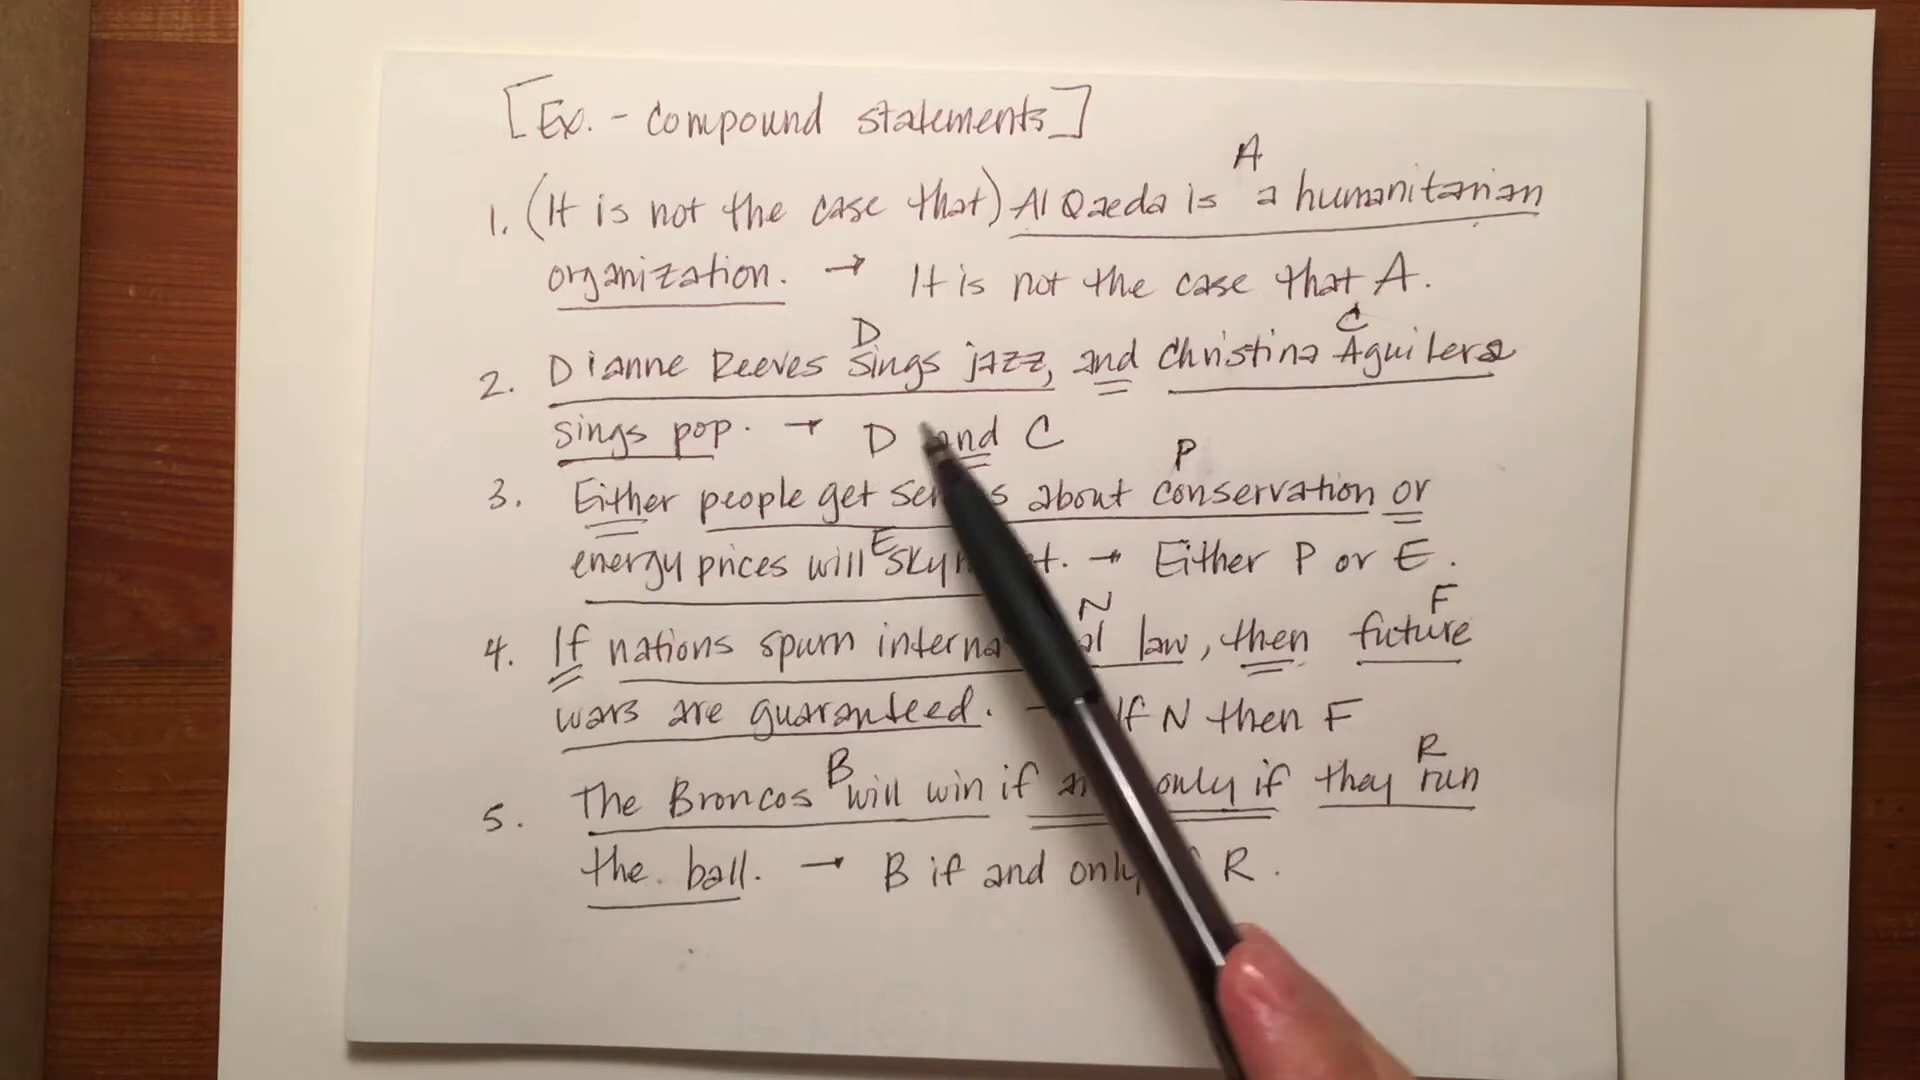 [Ex. - compound statements]
A
1. (It is not the case that) Al Qaeda is a humanitarian
organization. → It is not the case that A.
D C
2. Dianne Reeves sings jazz, and Christina Aguilera
sings pop. → D and C
P
3. Either people get about conservation or
E
energy prices will → Either P or E.
N F
4. If nations spurn law, then future
wars are guaranteed. If N then F
B R
5. The Broncos will win if only if they run
the ball. → B if and only R.